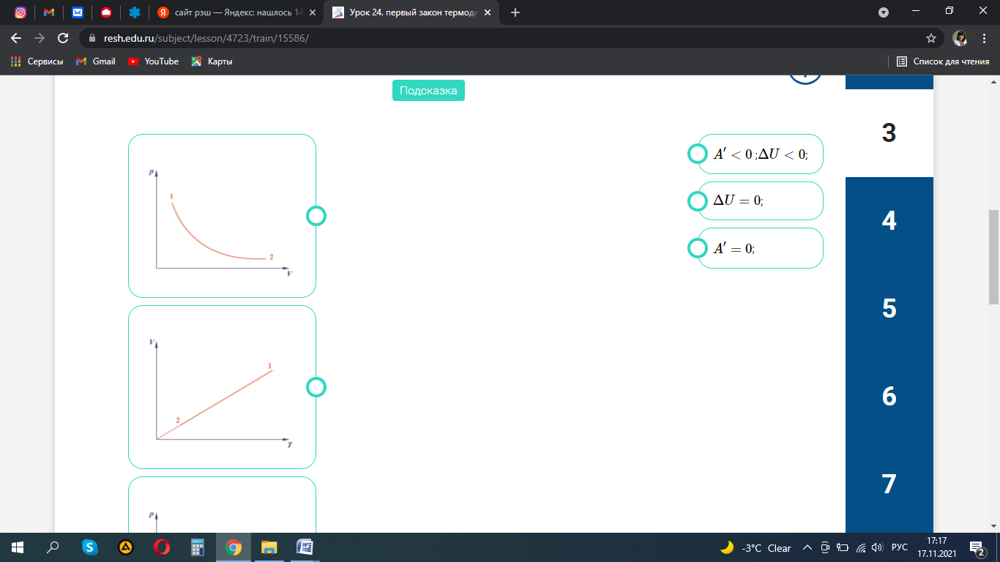 сайт рэш — Яндекс: нашлось 14
Урок 24. первый закон термоди
resh.edu.ru/subject/lesson/4723/train/15586/
Сервисы
Gmail
YouTube
Карты
Список для чтения
Подсказка
3
4
5
6
7
p
1
2
V
A′ < 0 ;ΔU < 0;
ΔU = 0;
A′ = 0;
V
1
2
T
p
-3°C Clear
РУС
17:17
17.11.2021
2